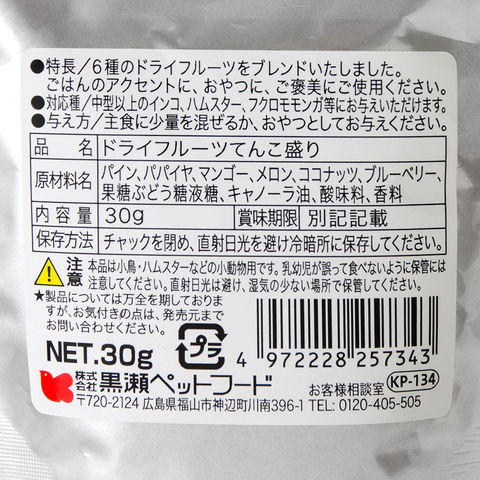 ●特長/6種のドライフルーツをブレンドいたしました。
ごはんのアクセントに、おやつに、ご褒美にご使用ください。
●対応種/中型以上のインコ、ハムスター、フクロモモンガ等にお与えいただけます。
●与え方/主食に少量を混ぜるか、おやつとしてお与えください。
品名 ドライフルーツてんこ盛り
原材料名 パイン、パパイヤ、マンゴー、メロン、ココナッツ、ブルーベリー、
果糖ぶどう糖液糖、キャノーラ油、酸味料、香料
内容量 30g 賞味期限 別記記載
保存方法 チャックを閉め、直射日光を避け冷暗所に保存してください。
注意 本品は小鳥・ハムスターなどの小動物用です。乳幼児が誤って食べないように保管には
注意してください。直射日光は避け、湿気の少ない場所で保管してください。
★製品については万全を期しております
が、お気付きの点は、発売元まで
お問い合わせください。
NET.30g
プラ
4 972228 257343
株式会社 黒瀬ペットフード
お客様相談室 KP-134
〒720-2124 広島県福山市神辺町川南396-1 TEL: 0120-405-505